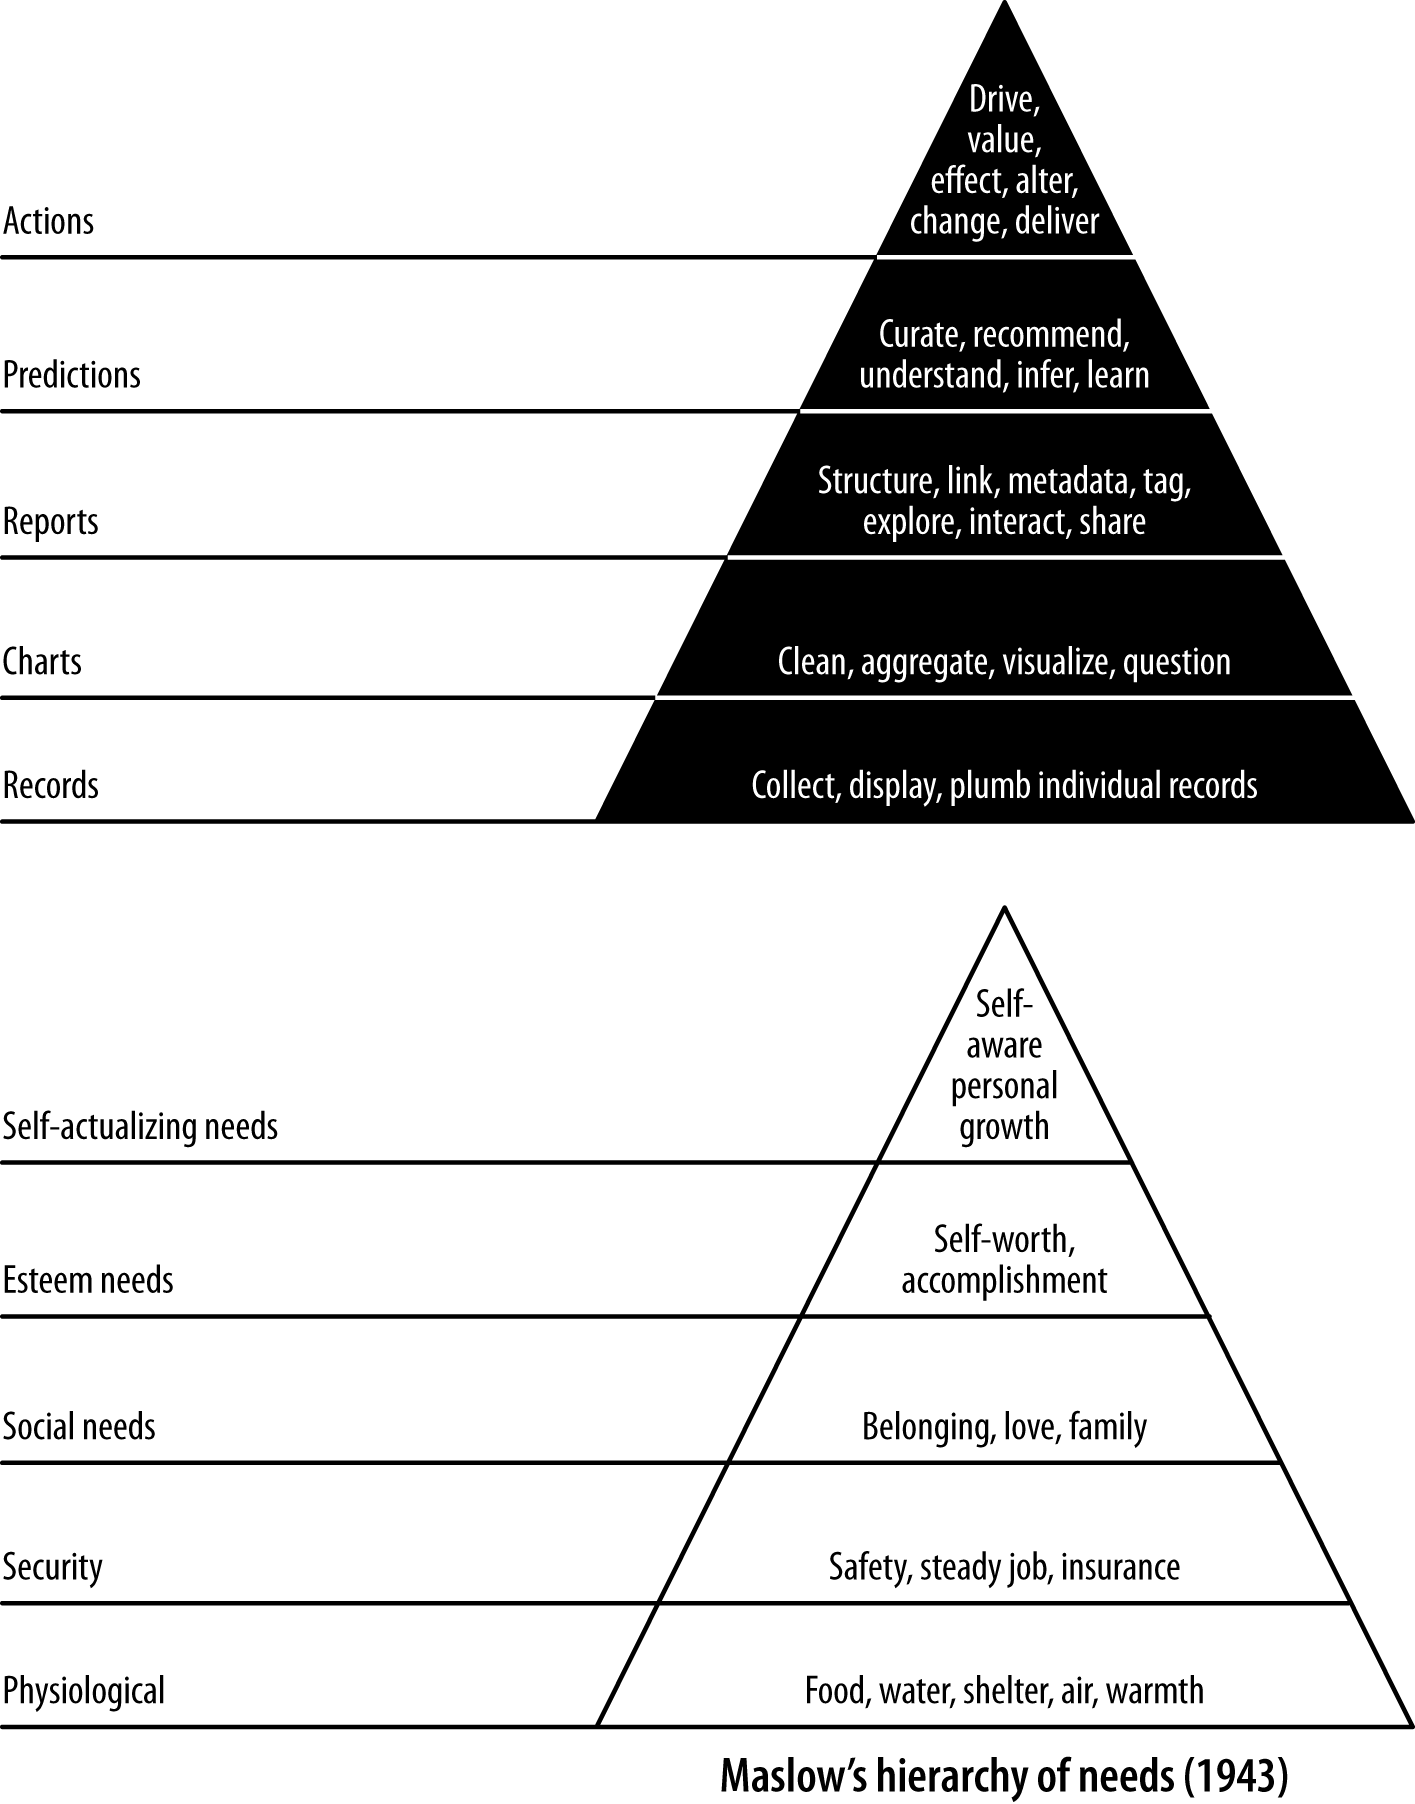 Drive,
value,
effect, alter,
change, deliver
Actions
Curate, recommend,
understand, infer, learn
Predictions
Structure, link, metadata, tag,
explore, interact, share
Reports
Clean, aggregate, visualize, question
Charts
Collect, display, plumb individual records
Records
Self-
aware
personal
growth
Self-actualizing needs
Self-worth,
accomplishment
Esteem needs
Belonging, love, family
Social needs
Safety, steady job, insurance
Security
Food, water, shelter, air, warmth
Physiological
Maslow’s hierarchy of needs (1943)